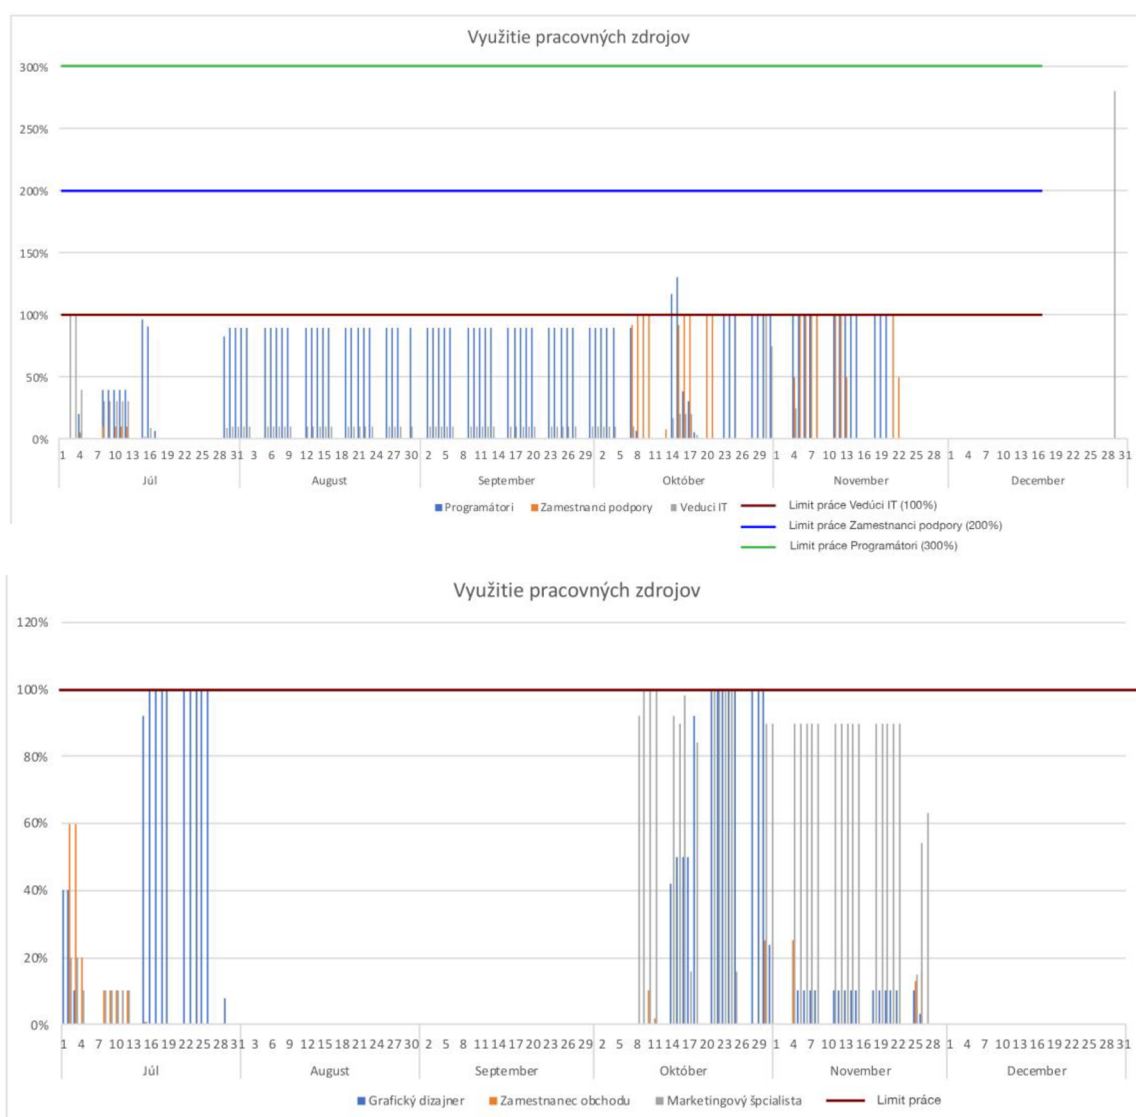 Využitie pracovných zdrojov
300%
250%
200%
150%
100%
50%
0%
1 4 7 10 13 16 19 22 25 28 31 3 6 9 12 15 18 21 24 27 30 2 5 8 11 14 17 20 23 26 29 2 5 8 11 14 17 20 23 26 29 1 4 7 10 13 16 19 22 25 28 1 4 7 10 13 16 19 22 25 28 31
Júl August September Október November December
Programátori Zamestnanci podpory Veduci IT Limit práce Vedúci IT (100%)
Limit práce Zamestnanci podpory (200%)
Limit práce Programátori (300%)
Využitie pracovných zdrojov
120%
100%
80%
60%
40%
20%
0%
1 4 7 10 13 16 19 22 25 28 31 3 6 9 12 15 18 21 24 27 30 2 5 8 11 14 17 20 23 26 29 2 5 8 11 14 17 20 23 26 29 1 4 7 10 13 16 19 22 25 28 1 4 7 10 13 16 19 22 25 28 31
Júl August September Október November December
Grafický dizajner Zamestnanec obchodu Marketingový špcialista Limit práce